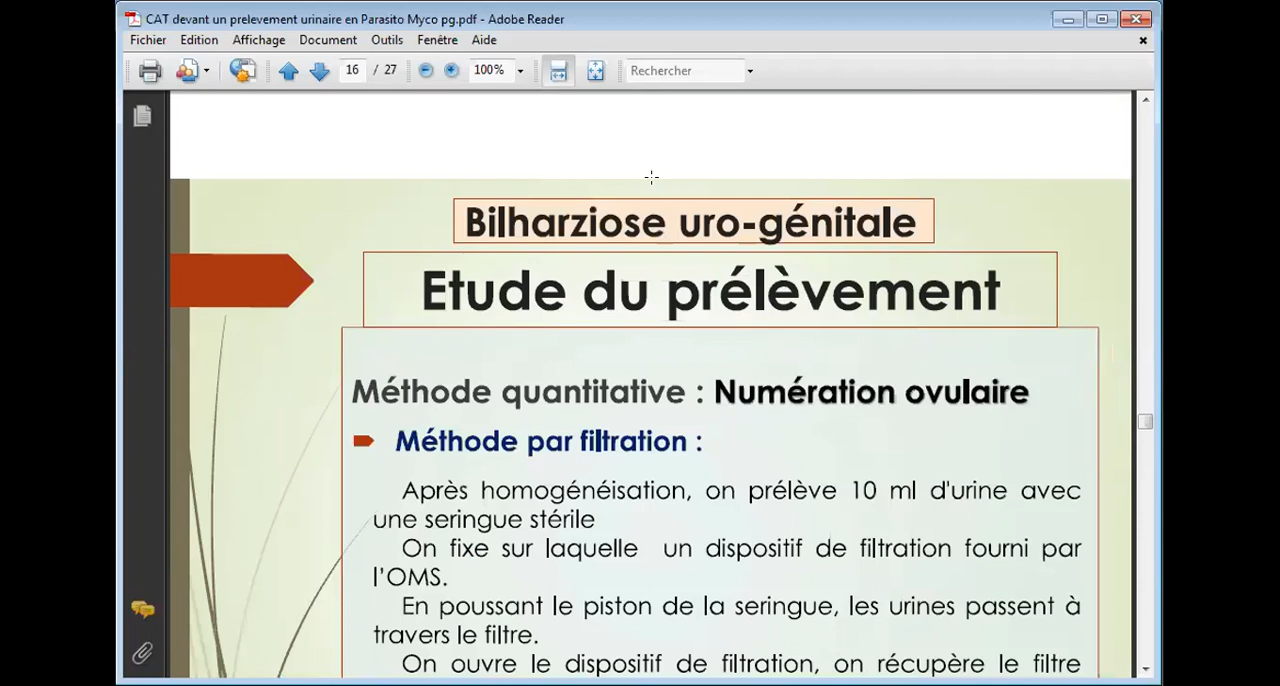 CAT devant un prelevement urinaire en Parasito Myco pg.pdf - Adobe Reader
Fichier Edition Affichage Document Outils Fenêtre Aide
16 / 27 100% Rechercher
Bilharziose uro-génitale
Etude du prélèvement
Méthode quantitative : Numération ovulaire
Méthode par filtration :
Après homogénéisation, on prélève 10 ml d'urine avec
une seringue stérile
On fixe sur laquelle un dispositif de filtration fourni par
l'OMS.
En poussant le piston de la seringue, les urines passent à
travers le filtre.
On ouvre le dispositif de filtration, on récupère le filtre